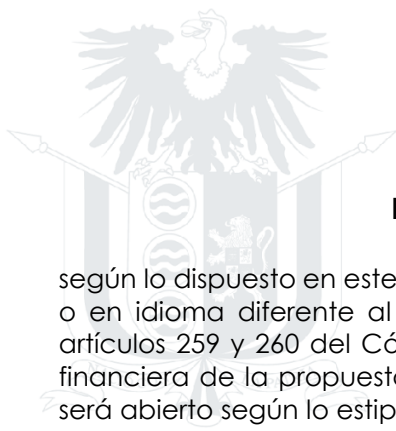 según lo dispuesto en este
o en idioma diferente al
artículos 259 y 260 del Có
financiera de la propuest
será abierto según lo estip